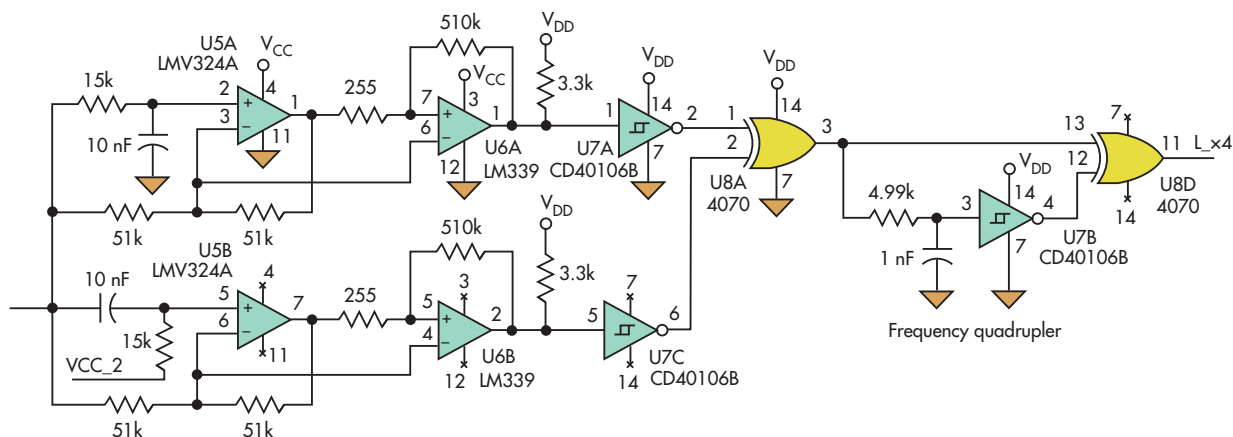 U5A
LMV324A
V_CC
15k
2
3
+
−
4
1
11
10 nF
51k
51k
255
510k
7
6
+
−
V_CC
3
1
12
U6A
LM339
V_DD
3.3k
1
V_DD
14
2
7
U7A
CD40106B
V_DD
1
2
14
3
7
U8A
4070
13
12
7
11
L_×4
14
U8D
4070
4.99k
1 nF
3
V_DD
14
4
7
U7B
CD40106B
Frequency quadrupler
U5B
LMV324A
10 nF
15k
VCC_2
5
6
+
−
4
7
11
51k
51k
255
510k
5
4
+
−
3
2
12
U6B
LM339
V_DD
3.3k
5
7
6
14
U7C
CD40106B